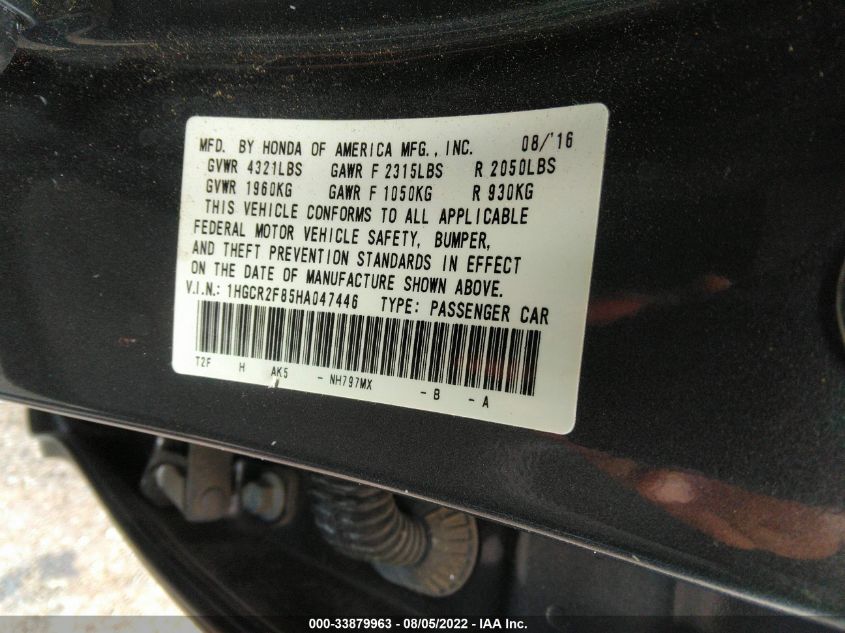 MFD. BY HONDA OF AMERICA MFG., INC. 08/'16
GVWR 4321LBS GAWR F 2315LBS R 2050LBS
GVWR 1960KG GAWR F 1050KG R 930KG
THIS VEHICLE CONFORMS TO ALL APPLICABLE
FEDERAL MOTOR VEHICLE SAFETY, BUMPER,
AND THEFT PREVENTION STANDARDS IN EFFECT
ON THE DATE OF MANUFACTURE SHOWN ABOVE.
V.I.N.: 1HGCR2F85HA047446 TYPE: PASSENGER CAR
T2F H AK5 - NH797MX - B - A
000-33879963 - 08/05/2022 - IAA Inc.